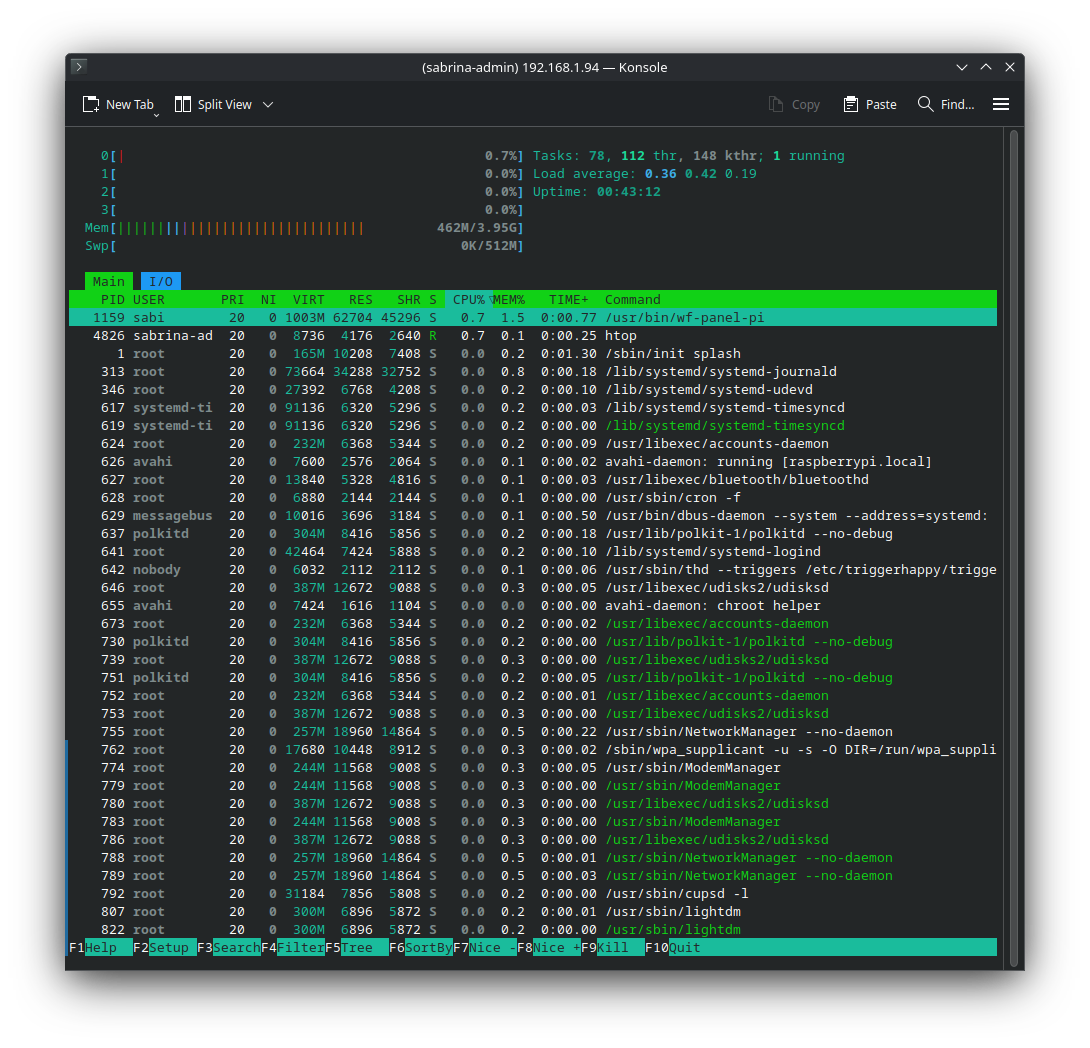 (sabrina-admin) 192.168.1.94 — Konsole
New Tab Split View Copy Paste Find...
0[| 0.7%] Tasks: 78, 112 thr, 148 kthr; 1 running
1[ 0.0%] Load average: 0.36 0.42 0.19
2[ 0.0%] Uptime: 00:43:12
3[ 0.0%]
Mem[||||||||||||||||||||||||||||||| 462M/3.95G]
Swp[ 0K/512M]
Main I/O
PID USER PRI NI VIRT RES SHR S CPU%▽MEM% TIME+ Command
1159 sabi 20 0 1003M 62704 45296 S 0.7 1.5 0:00.77 /usr/bin/wf-panel-pi
4826 sabrina-ad 20 0 8736 4176 2640 R 0.7 0.1 0:00.25 htop
1 root 20 0 165M 10208 7408 S 0.0 0.2 0:01.30 /sbin/init splash
313 root 20 0 73664 34288 32752 S 0.0 0.8 0:00.18 /lib/systemd/systemd-journald
346 root 20 0 27392 6768 4208 S 0.0 0.2 0:00.10 /lib/systemd/systemd-udevd
617 systemd-ti 20 0 91136 6320 5296 S 0.0 0.2 0:00.03 /lib/systemd/systemd-timesyncd
619 systemd-ti 20 0 91136 6320 5296 S 0.0 0.2 0:00.00 /lib/systemd/systemd-timesyncd
624 root 20 0 232M 6368 5344 S 0.0 0.2 0:00.09 /usr/libexec/accounts-daemon
626 avahi 20 0 7600 2576 2064 S 0.0 0.1 0:00.02 avahi-daemon: running [raspberrypi.local]
627 root 20 0 13840 5328 4816 S 0.0 0.1 0:00.03 /usr/libexec/bluetooth/bluetoothd
628 root 20 0 6880 2144 2144 S 0.0 0.1 0:00.00 /usr/sbin/cron -f
629 messagebus 20 0 10016 3696 3184 S 0.0 0.1 0:00.50 /usr/bin/dbus-daemon --system --address=systemd:
637 polkitd 20 0 304M 8416 5856 S 0.0 0.2 0:00.18 /usr/lib/polkit-1/polkitd --no-debug
641 root 20 0 42464 7424 5888 S 0.0 0.2 0:00.10 /lib/systemd/systemd-logind
642 nobody 20 0 6032 2112 2112 S 0.0 0.1 0:00.06 /usr/sbin/thd --triggers /etc/triggerhappy/trigge
646 root 20 0 387M 12672 9088 S 0.0 0.3 0:00.05 /usr/libexec/udisks2/udisksd
655 avahi 20 0 7424 1616 1104 S 0.0 0.0 0:00.00 avahi-daemon: chroot helper
673 root 20 0 232M 6368 5344 S 0.0 0.2 0:00.02 /usr/libexec/accounts-daemon
730 polkitd 20 0 304M 8416 5856 S 0.0 0.2 0:00.00 /usr/lib/polkit-1/polkitd --no-debug
739 root 20 0 387M 12672 9088 S 0.0 0.3 0:00.00 /usr/libexec/udisks2/udisksd
751 polkitd 20 0 304M 8416 5856 S 0.0 0.2 0:00.05 /usr/lib/polkit-1/polkitd --no-debug
752 root 20 0 232M 6368 5344 S 0.0 0.2 0:00.01 /usr/libexec/accounts-daemon
753 root 20 0 387M 12672 9088 S 0.0 0.3 0:00.00 /usr/libexec/udisks2/udisksd
755 root 20 0 257M 18960 14864 S 0.0 0.5 0:00.22 /usr/sbin/NetworkManager --no-daemon
762 root 20 0 17680 10448 8912 S 0.0 0.3 0:00.02 /sbin/wpa_supplicant -u -s -O DIR=/run/wpa_suppli
774 root 20 0 244M 11568 9008 S 0.0 0.3 0:00.05 /usr/sbin/ModemManager
779 root 20 0 244M 11568 9008 S 0.0 0.3 0:00.00 /usr/sbin/ModemManager
780 root 20 0 387M 12672 9088 S 0.0 0.3 0:00.00 /usr/libexec/udisks2/udisksd
783 root 20 0 244M 11568 9008 S 0.0 0.3 0:00.00 /usr/sbin/ModemManager
786 root 20 0 387M 12672 9088 S 0.0 0.3 0:00.00 /usr/libexec/udisks2/udisksd
788 root 20 0 257M 18960 14864 S 0.0 0.5 0:00.01 /usr/sbin/NetworkManager --no-daemon
789 root 20 0 257M 18960 14864 S 0.0 0.5 0:00.03 /usr/sbin/NetworkManager --no-daemon
792 root 20 0 31184 7856 5808 S 0.0 0.2 0:00.00 /usr/sbin/cupsd -l
807 root 20 0 300M 6896 5872 S 0.0 0.2 0:00.01 /usr/sbin/lightdm
822 root 20 0 300M 6896 5872 S 0.0 0.2 0:00.00 /usr/sbin/lightdm
F1Help F2Setup F3SearchF4FilterF5Tree F6SortByF7Nice -F8Nice +F9Kill F10Quit